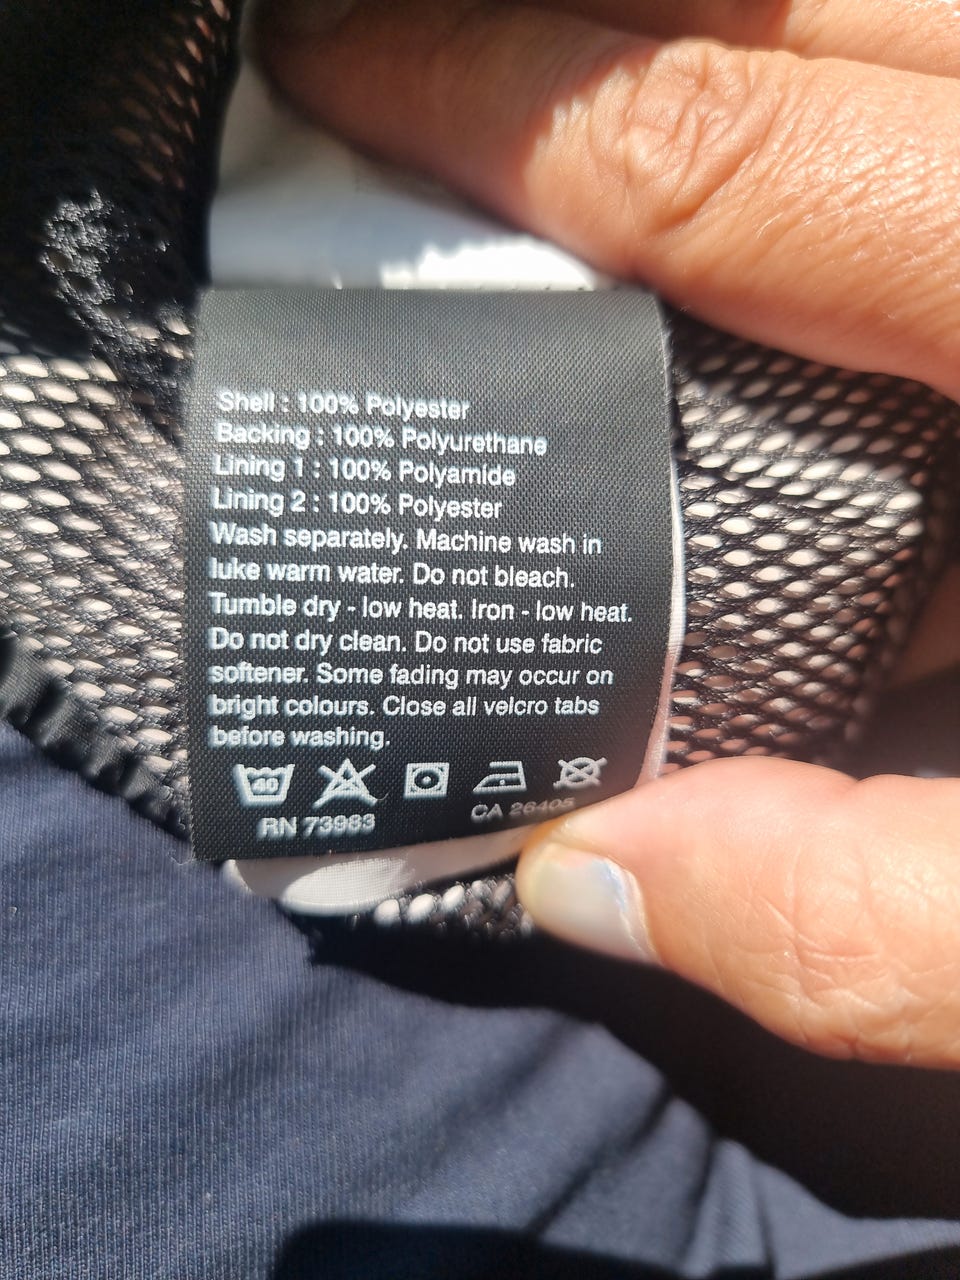 Shell : 100% Polyester
Backing : 100% Polyurethane
Lining 1 : 100% Polyamide
Lining 2 : 100% Polyester
Wash separately. Machine wash in
luke warm water. Do not bleach.
Tumble dry - low heat. Iron - low heat.
Do not dry clean. Do not use fabric
softener. Some fading may occur on
bright colours. Close all velcro tabs
before washing.
40
RN 73983 CA 26405